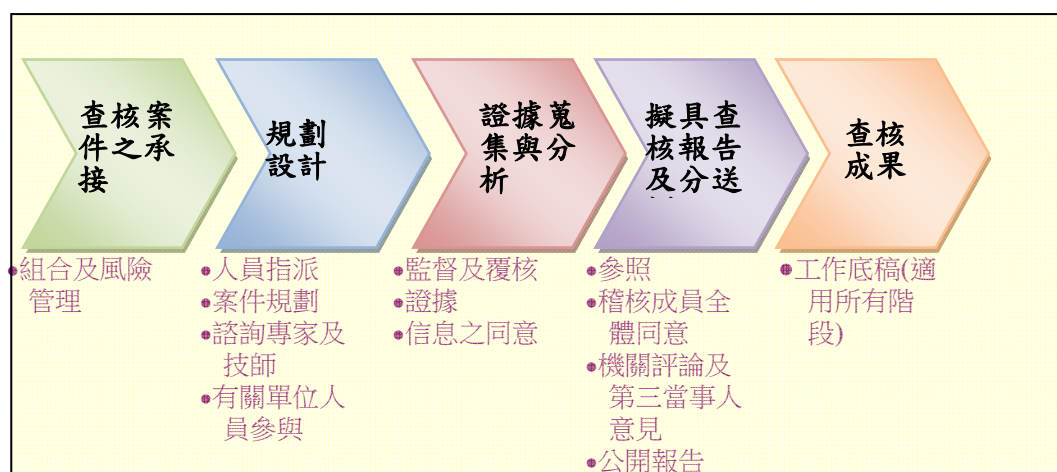 查核案
件之承
接
規劃
設計
證據蒐
集與分
析
擬具查
核報告
及分送
查核
成果
•組合及風險
管理
•人員指派
•案件規劃
•諮詢專家及
技師
•有關單位人
員參與
•監督及覆核
•證據
•信息之同意
•參照
•稽核成員全
體同意
•機關評論及
第三當事人
意見
•公開報告
•工作底稿(適
用所有階
段)